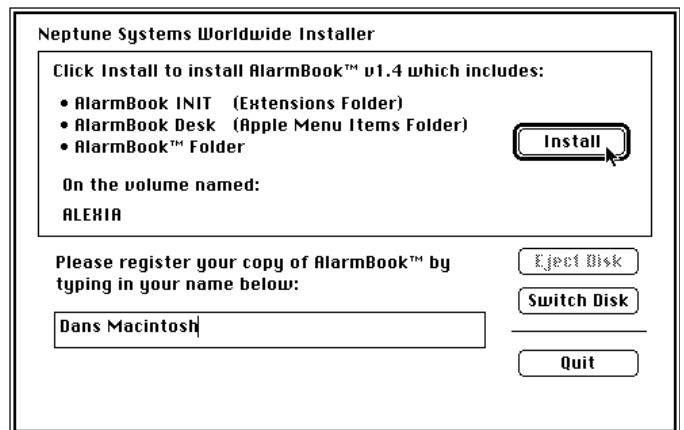 Neptune Systems Worldwide Installer
Click Install to install AlarmBook™ v1.4 which includes:
• AlarmBook INIT (Extensions Folder)
• AlarmBook Desk (Apple Menu Items Folder)
• AlarmBook™ Folder
Install
On the volume named:
ALEXIA
Please register your copy of AlarmBook™ by
typing in your name below:
Dans Macintosh
Eject Disk
Switch Disk
Quit